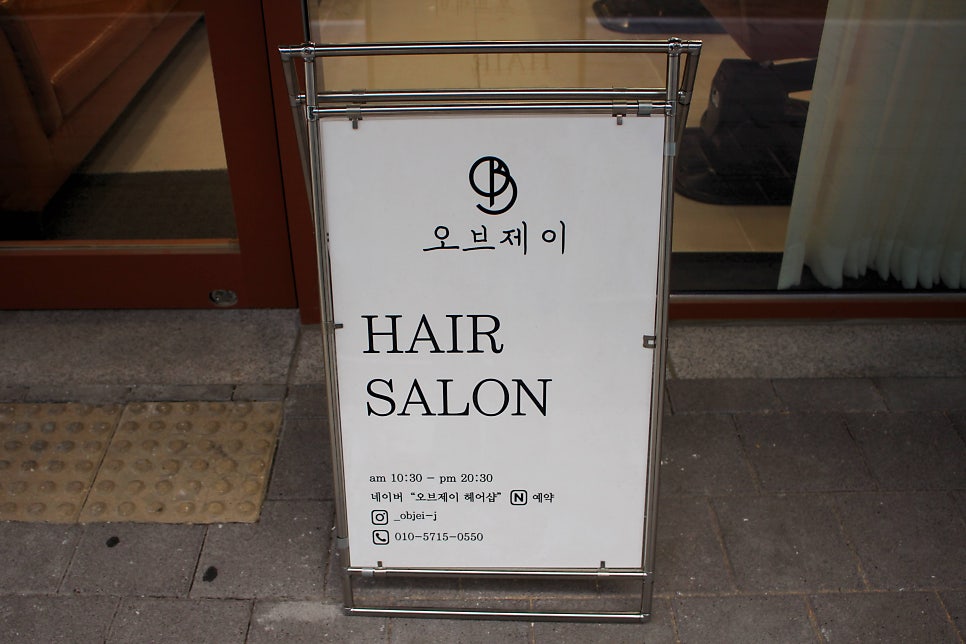 오브제이
HAIR
SALON
am 10:30 - pm 20:30
네이버 “오브제이 헤어샵” N 예약
_objei-j
010-5715-0550